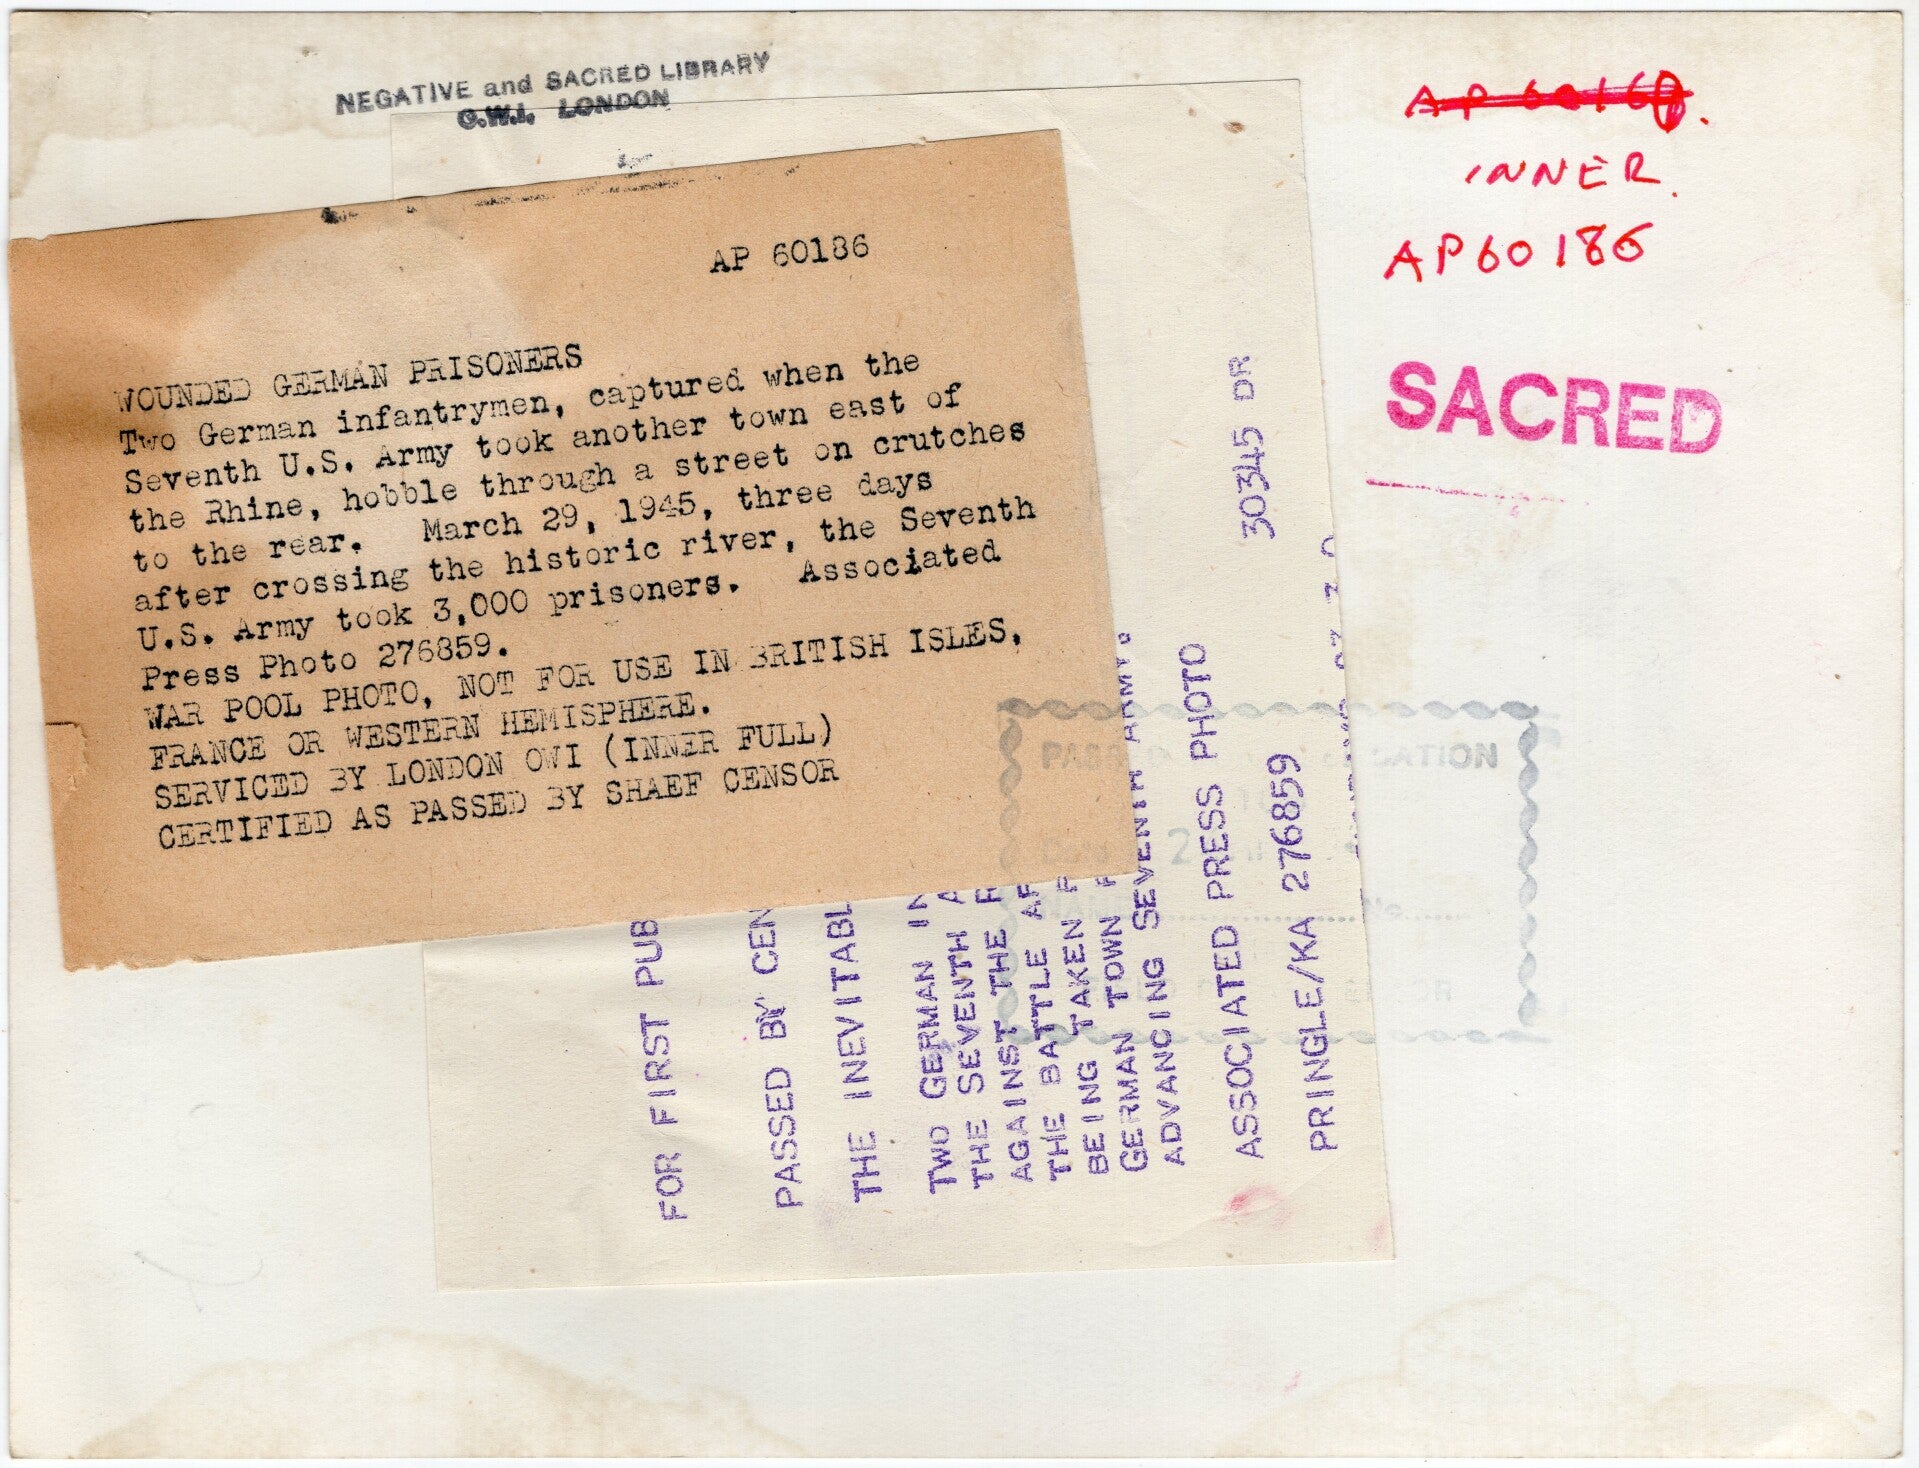 NEGATIVE and SACRED LIBRARY
O.W.I. LONDON
AP 6016
INNER
AP60186
SACRED
AP 60186
WOUNDED GERMAN PRISONERS
Two German infantrymen, captured when the
Seventh U.S. Army took another town east of
the Rhine, hobble through a street on crutches
to the rear. March 29, 1945, three days
after crossing the historic river, the Seventh
U.S. Army took 3,000 prisoners. Associated
Press Photo 276859.
WAR POOL PHOTO, NOT FOR USE IN BRITISH ISLES,
FRANCE OR WESTERN HEMISPHERE.
SERVICED BY LONDON OWI (INNER FULL)
CERTIFIED AS PASSED BY SHAEF CENSOR
FOR FIRST PUB
PASSED BY CEN
THE INEVITABL
TWO GERMAN IN
THE SEVENTH A
AGAINST THE R
THE BATTLE AR
BEING TAKEN
GERMAN TOWN
ADVANCING SEVENTH ARMY.
ASSOCIATED PRESS PHOTO
30345 DR
PRINGLE/KA 276859